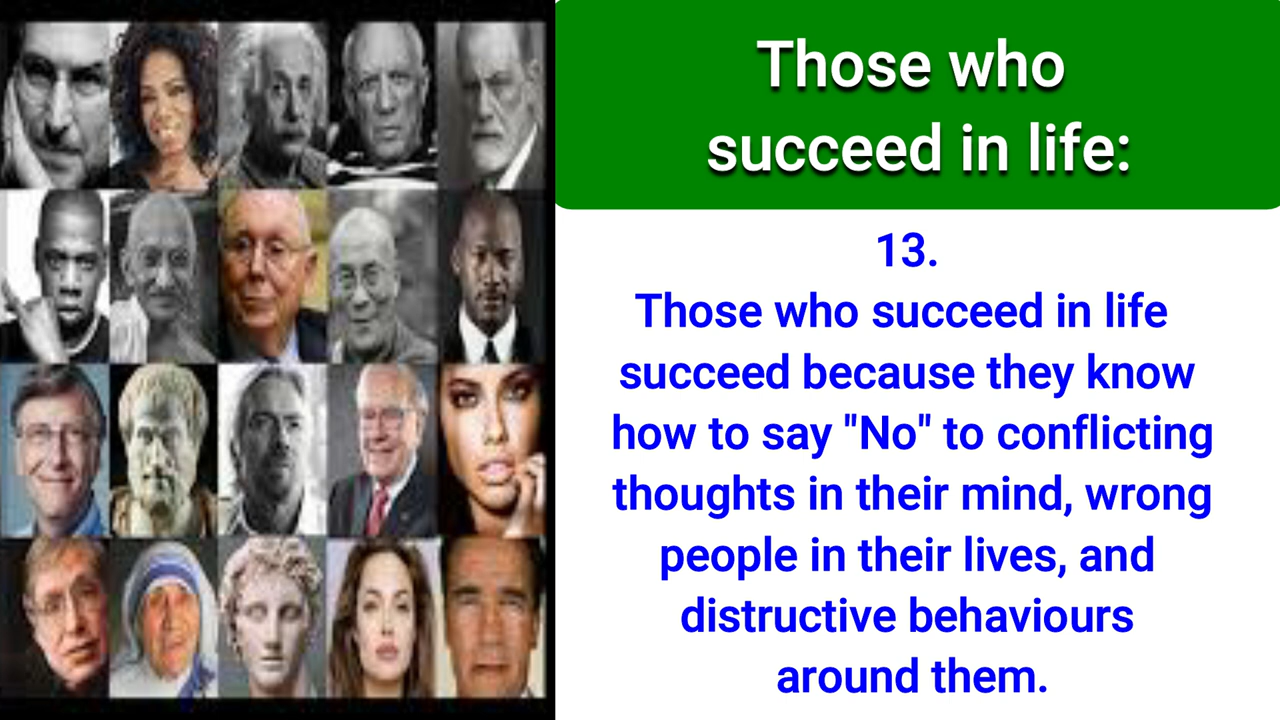 Those who
succeed in life:
13.
Those who succeed in life
succeed because they know
how to say "No" to conflicting
thoughts in their mind, wrong
people in their lives, and
distructive behaviours
around them.